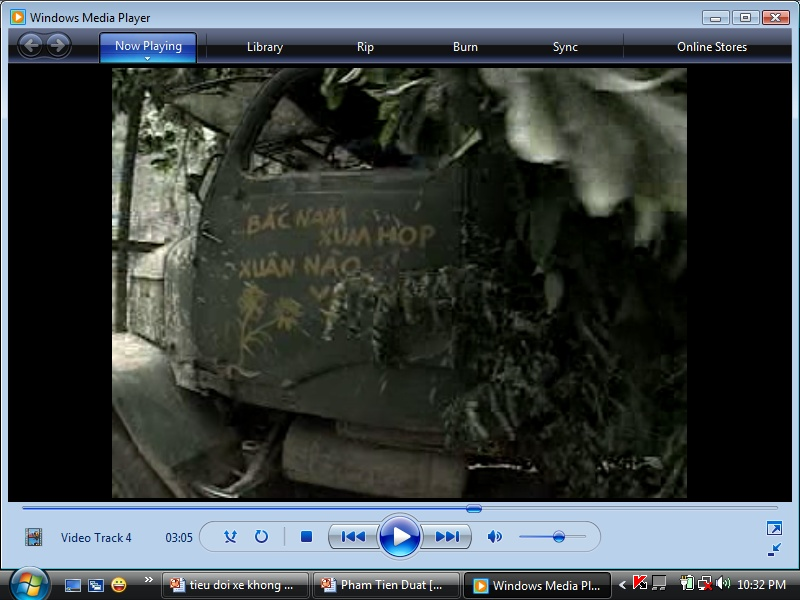 Windows Media Player
Now Playing
Library
Rip
Burn
Sync
Online Stores
BẮC NAM
XUM HỌP
XUÂN NÀO
Video Track 4
03:05
tieu doi xe khong ...
Pham Tien Duat [...
Windows Media Pl...
10:32 PM